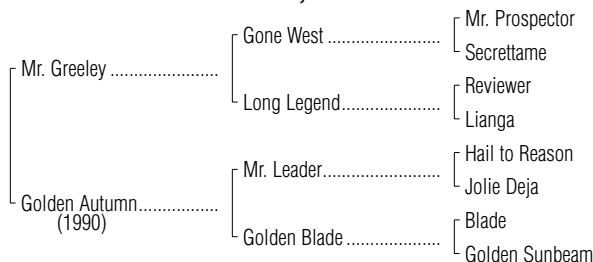 Mr. Prospector
Gone West ........................
Secrettame
Mr. Greeley .......................
Reviewer
Long Legend.....................
Lianga
Hail to Reason
Mr. Leader.........................
Jolie Deja
Golden Autumn.................
(1990)
Blade
Golden Blade ....................
Golden Sunbeam